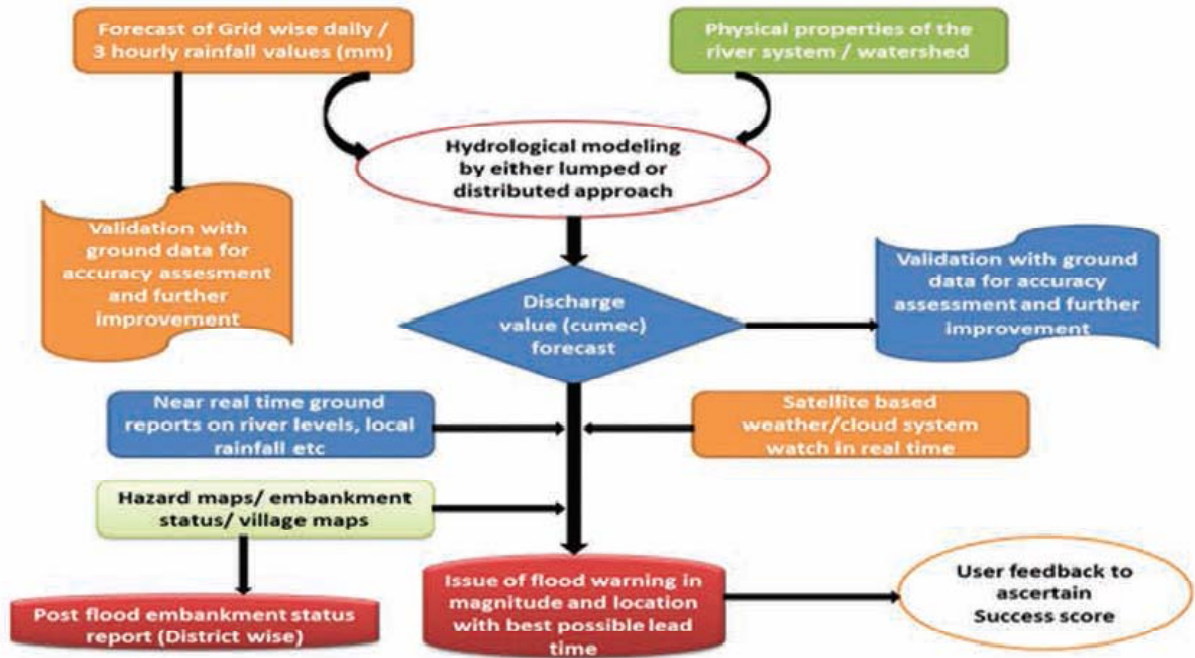 Forecast of Grid wise daily /
3 hourly rainfall values (mm)
Physical properties of the
river system / watershed
Hydrological modeling
by either lumped or
distributed approach
Validation with
ground data for
accuracy assesment
and further
improvement
Discharge
value (cumec)
forecast
Validation with ground
data for accuracy
assessment and further
improvement
Near real time ground
reports on river levels, local
rainfall etc
Satellite based
weather/cloud system
watch in real time
Hazard maps/ embankment
status/ village maps
Post flood embankment status
report (District wise)
Issue of flood warning in
magnitude and location
with best possible lead
time
User feedback to
ascertain
Success score